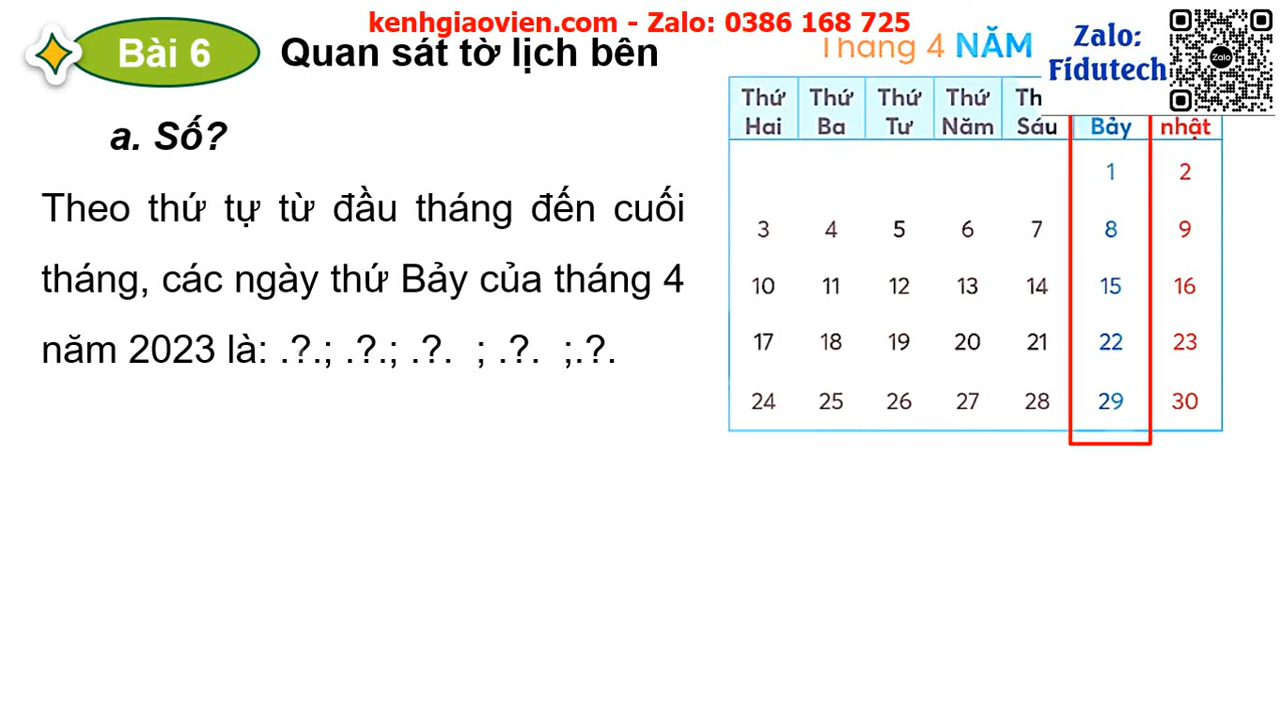 kenhgiaovien.com - Zalo: 0386 168 725
Bài 6
Quan sát tờ lịch bên
a. Số?
Theo thứ tự từ đầu tháng đến cuối
tháng, các ngày thứ Bảy của tháng 4
năm 2023 là: .?.; .?.; .?. ; .?. ;.?.
Tháng 4 NĂM
Zalo:
Fidutech
Zalo
Thứ Thứ Thứ Thứ Th
Hai Ba Tư Năm Sáu Bảy nhật
1 2
3 4 5 6 7 8 9
10 11 12 13 14 15 16
17 18 19 20 21 22 23
24 25 26 27 28 29 30